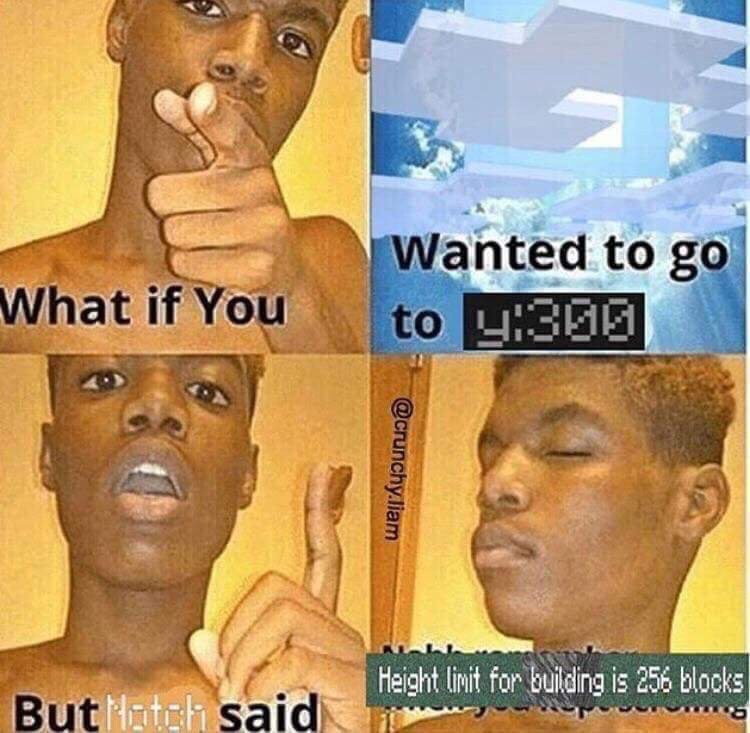 What if You
Wanted to go
to y:300
@crunchy.liam
But Notch said
Height limit for building is 256 blocks